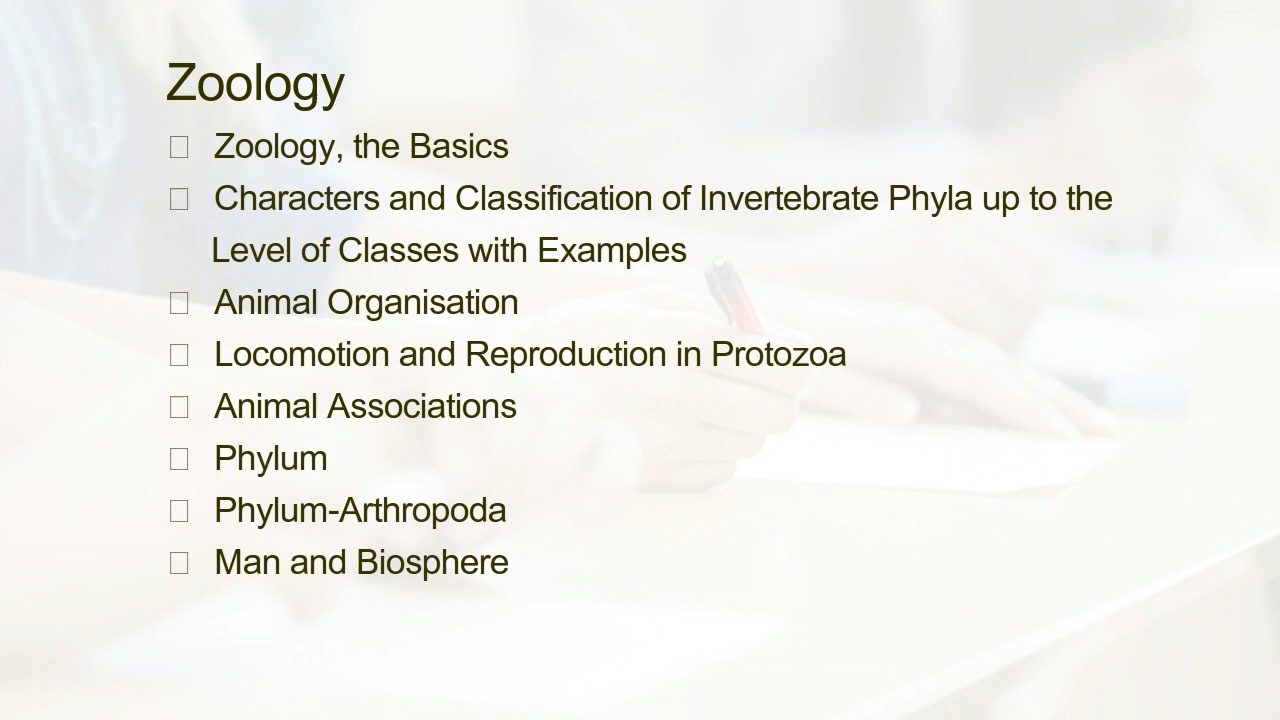 Zoology
Zoology, the Basics
Characters and Classification of Invertebrate Phyla up to the
Level of Classes with Examples
Animal Organisation
Locomotion and Reproduction in Protozoa
Animal Associations
Phylum
Phylum-Arthropoda
Man and Biosphere